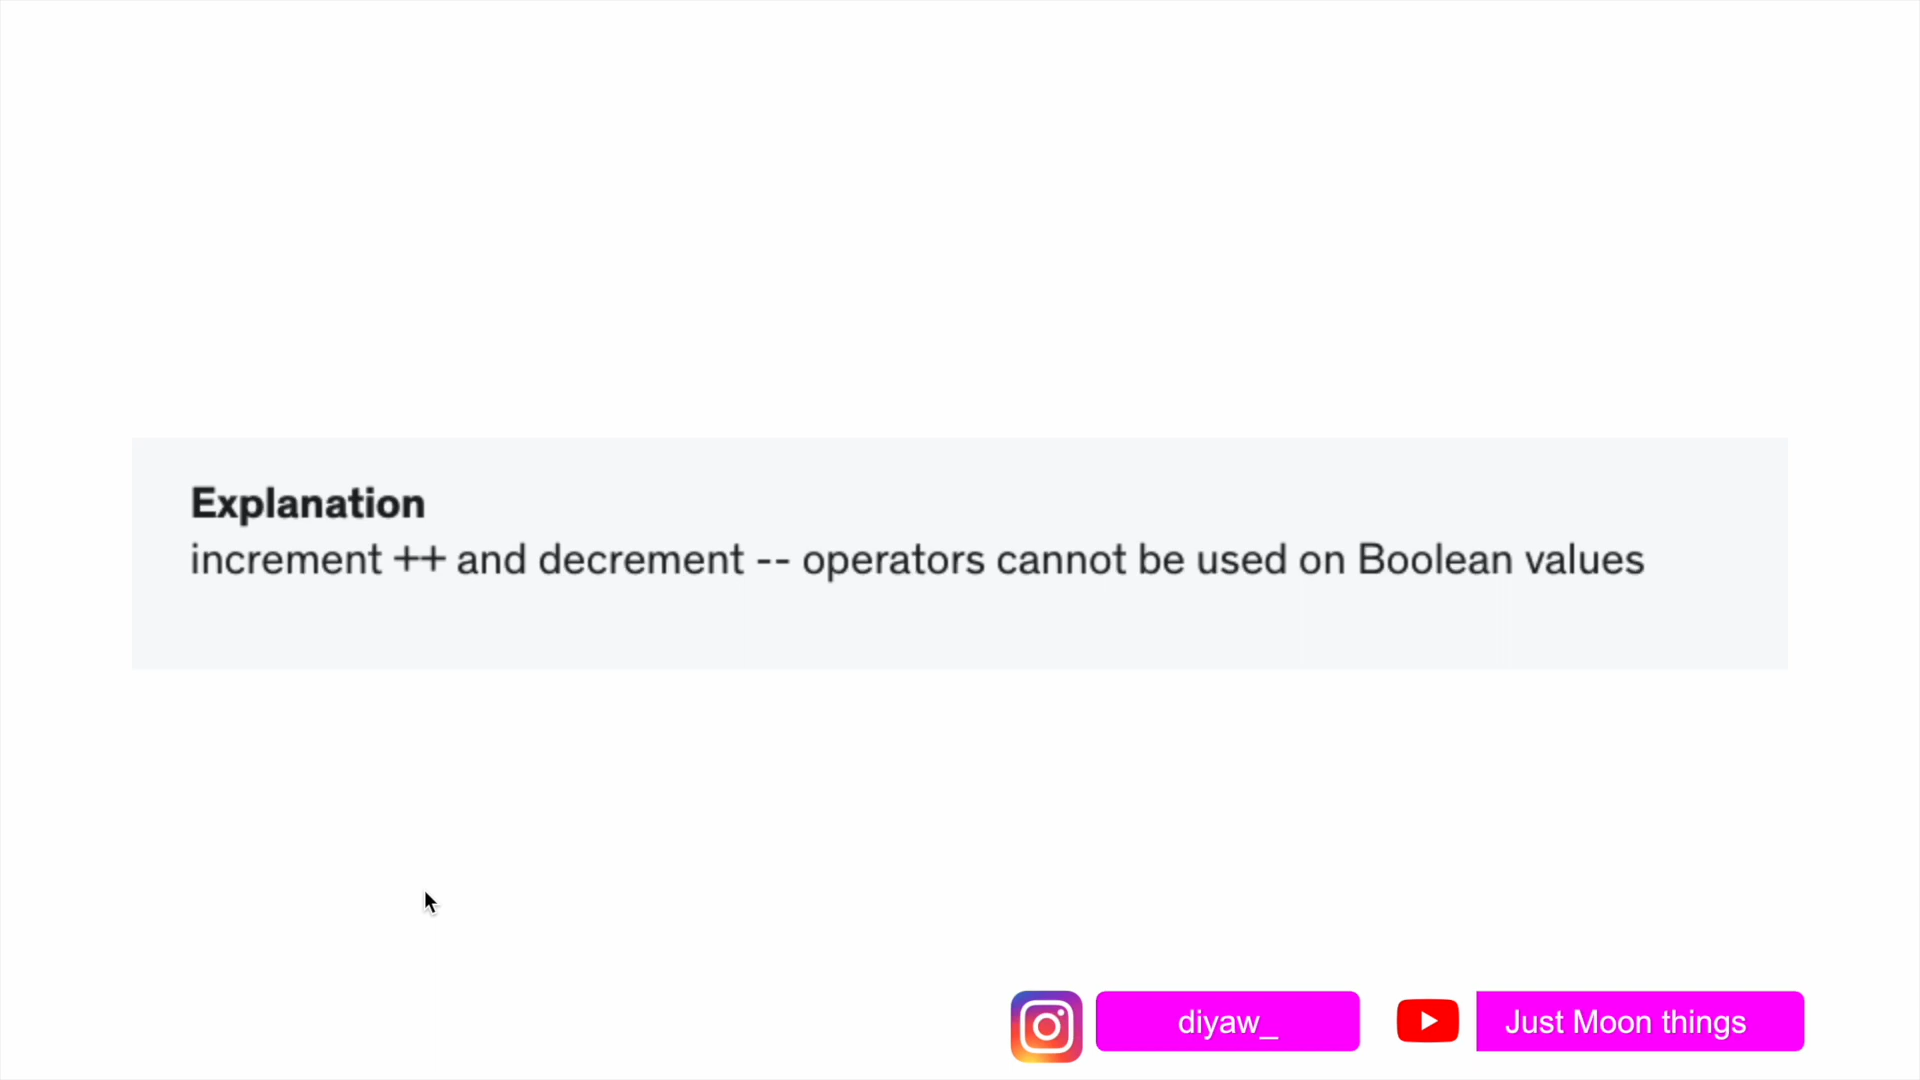 Explanation
increment ++ and decrement -- operators cannot be used on Boolean values
diyaw_
Just Moon things